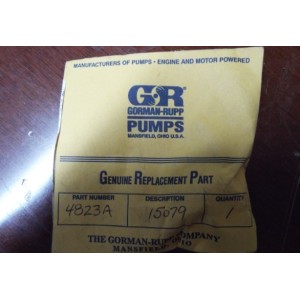 MANUFACTURERS OF PUMPS • ENGINE AND MOTOR POWERED
GR
GORMAN-RUPP
PUMPS
MANSFIELD, OHIO U.S.A.
GENUINE REPLACEMENT PART
PART NUMBER DESCRIPTION QUANTITY
4823A 15079 1
THE GORMAN-RUPP COMPANY
MANSFIELD, OHIO